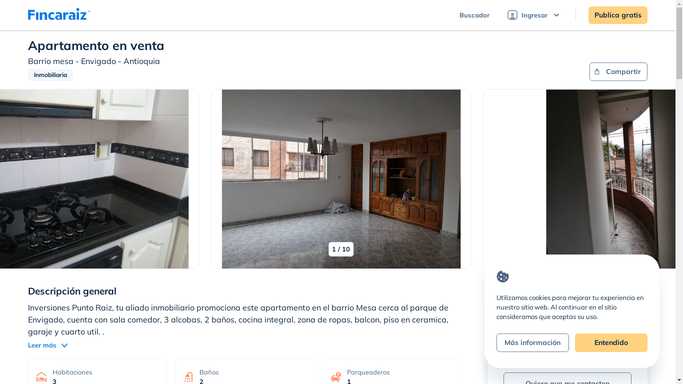 Fincaraiz
Buscador
Ingresar
Publica gratis
Apartamento en venta
Barrio mesa - Envigado - Antioquia
Inmobiliaria
Compartir
1 / 10
Descripción general
Inversiones Punto Raiz, tu aliado inmobiliario promociona este apartamento en el barrio Mesa cerca al parque de
Envigado, cuenta con sala comedor, 3 alcobas, 2 baños, cocina integral, zona de ropas, balcon, piso en ceramica,
garaje y cuarto util. .
Leer más
Habitaciones
3
Baños
2
Parqueaderos
1
Utilizamos cookies para mejorar tu experiencia en
nuestro sitio web. Al continuar en el sitio
consideramos que aceptas su uso.
Más información
Entendido
Quiero que me contacten